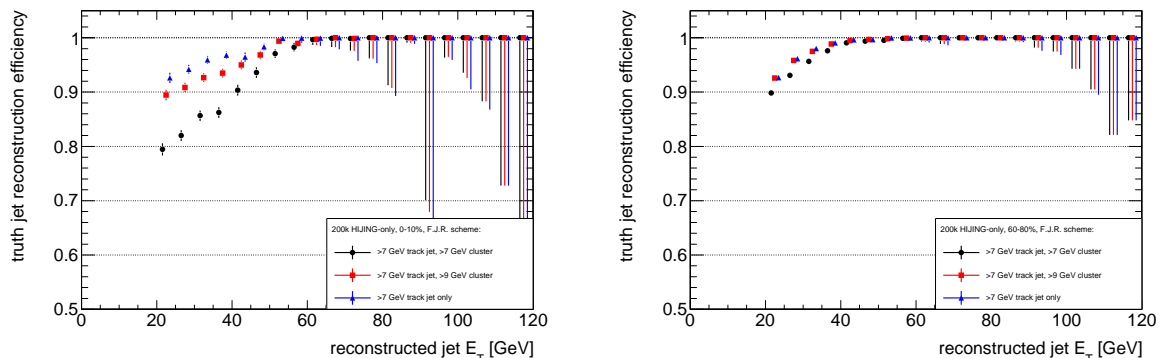 truth jet reconstruction efficiency
1
0.9
0.8
0.7
0.6
0.5
200k HIJING-only, 0-10%, F.J.R. scheme:
>7 GeV track jet, >7 GeV cluster
>7 GeV track jet, >9 GeV cluster
>7 GeV track jet only
0 20 40 60 80 100 120
reconstructed jet E_T [GeV]
truth jet reconstruction efficiency
1
0.9
0.8
0.7
0.6
0.5
200k HIJING-only, 60-80%, F.J.R. scheme:
>7 GeV track jet, >7 GeV cluster
>7 GeV track jet, >9 GeV cluster
>7 GeV track jet only
0 20 40 60 80 100 120
reconstructed jet E_T [GeV]